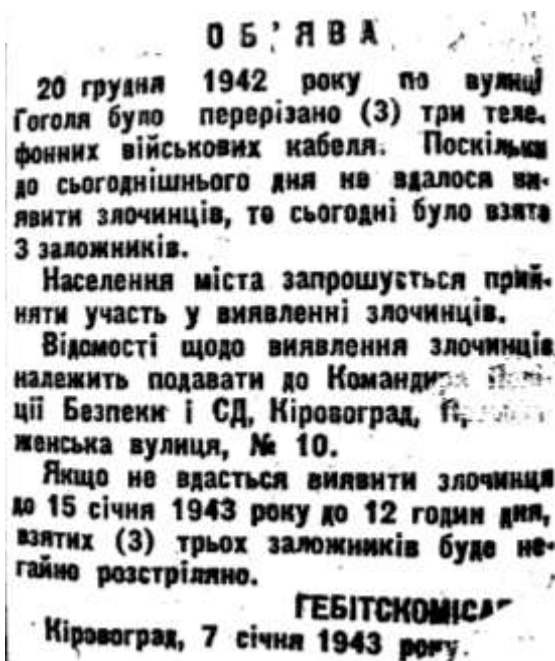 ОБ'ЯВА
20 грудня 1942 року по вулиці
Гоголя було перерізано (3) три теле-
фонних військових кабеля. Поскільки
до сьогоднішнього дня не вдалося ви-
явити злочинців, то сьогодні було взято
3 заложників.
Населення міста запрошується прий-
няти участь у виявленні злочинців.
Відомості щодо виявлення злочинців
належить подавати до Командира
ції Безпеки і СД, Кіровоград,
женська вулиця, № 10.
Якщо не вдасться виявити злочинця
до 15 січня 1943 року до 12 годин дня,
взятих (3) трьох заложників буде не-
гайно розстріляно.
ГЕБІТСКОМІСАР
Кіровоград, 7 січня 1943 року.